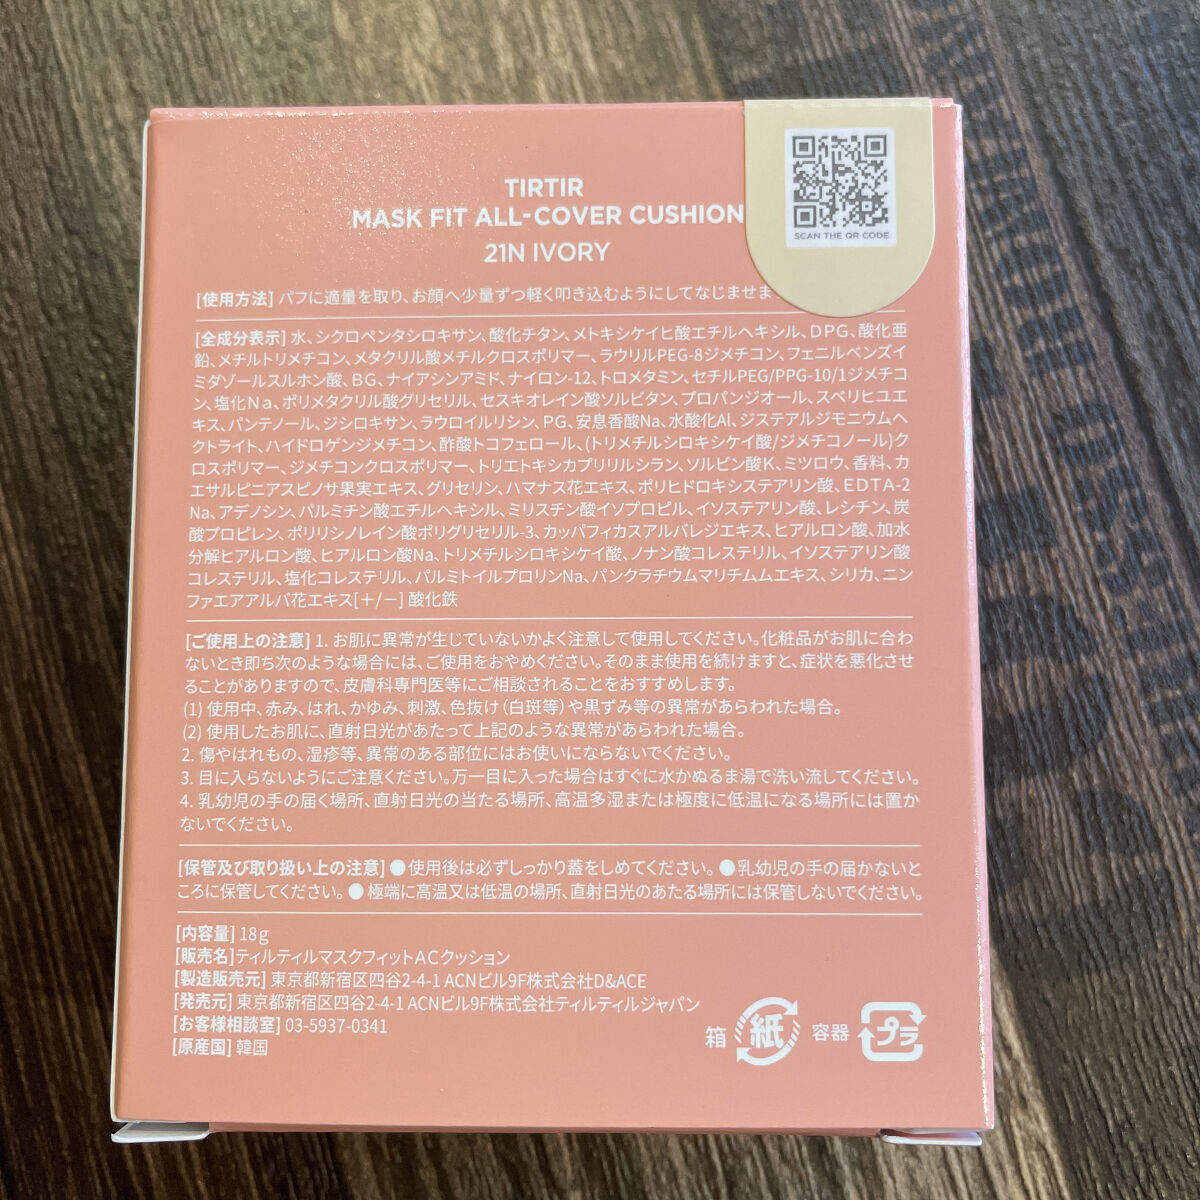 TIRTIR
MASK FIT ALL-COVER CUSHION
21N IVORY
SCAN THE QR CODE
[使用方法] パフに適量を取り、お顔へ少量ずつ軽く叩き込むようにしてなじませま
[全成分表示] 水、シクロペンタシロキサン、酸化チタン、メトキシケイヒ酸エチルヘキシル、DPG、酸化亜
鉛、メチルトリメチコン、メタクリル酸メチルクロスポリマー、ラウリルPEG-8ジメチコン、フェニルベンズイ
ミダゾールスルホン酸、BG、ナイアシンアミド、ナイロン-12、トロメタミン、セチルPEG/PPG-10/1ジメチコ
ン、塩化Na、ポリメタクリル酸グリセリル、セスキオレイン酸ソルビタン、プロパンジオール、スベリヒユエ
キス、パンテノール、ジシロキサン、ラウロイルリシン、PG、安息香酸Na、水酸化Al、ジステアルジモニウムヘ
クトライト、ハイドロゲンジメチコン、酢酸トコフェロール、(トリメチルシロキシケイ酸/ジメチコノール)ク
ロスポリマー、ジメチコンクロスポリマー、トリエトキシカプリリルシラン、ソルビン酸K、ミツロウ、香料、カ
エサルピニアスピノサ果実エキス、グリセリン、ハマナス花エキス、ポリヒドロキシステアリン酸、EDTA-2
Na、アデノシン、パルミチン酸エチルヘキシル、ミリスチン酸イソプロピル、イソステアリン酸、レシチン、炭
酸プロピレン、ポリリシノレイン酸ポリグリセリル-3、カッパフィカスアルバレジエキス、ヒアルロン酸、加水
分解ヒアルロン酸、ヒアルロン酸Na、トリメチルシロキシケイ酸、ノナン酸コレステリル、イソステアリン酸
コレステリル、塩化コレステリル、パルミトイルプロリンNa、パンクラチウムマリチムムエキス、シリカ、ニン
ファエアアルバ花エキス[+/-] 酸化鉄
[ご使用上の注意] 1. お肌に異常が生じていないかよく注意して使用してください。化粧品がお肌に合わ
ないとき即ち次のような場合には、ご使用をおやめください。そのまま使用を続けますと、症状を悪化させ
ることがありますので、皮膚科専門医等にご相談されることをおすすめします。
(1) 使用中、赤み、はれ、かゆみ、刺激、色抜け(白斑等)や黒ずみ等の異常があらわれた場合。
(2) 使用したお肌に、直射日光があたって上記のような異常があらわれた場合。
2. 傷やはれもの、湿疹等、異常のある部位にはお使いにならないでください。
3. 目に入らないようにご注意ください。万一目に入った場合はすぐに水かぬるま湯で洗い流してください。
4. 乳幼児の手の届く場所、直射日光の当たる場所、高温多湿または極度に低温になる場所には置か
ないでください。
[保管及び取り扱い上の注意] ●使用後は必ずしっかり蓋をしめてください。●乳幼児の手の届かないと
ころに保管してください。● 極端に高温又は低温の場所、直射日光のあたる場所には保管しないでください。
[内容量] 18g
[販売名]ティルティルマスクフィットACクッション
[製造販売元] 東京都新宿区四谷2-4-1 ACNビル9F株式会社D&ACE
[発売元] 東京都新宿区四谷2-4-1 ACNビル9F株式会社ティルティルジャパン
[お客様相談室] 03-5937-0341
[原産国] 韓国
箱 紙 容器 プラ